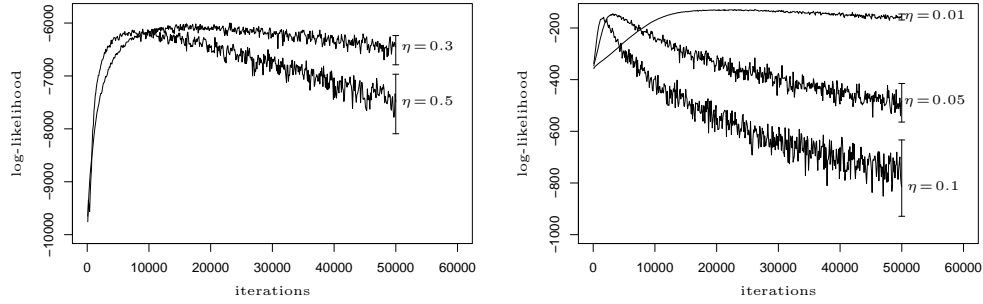 −6000
−7000
−8000
−9000
−10000
log-likelihood
η = 0.3
η = 0.5
0 10000 20000 30000 40000 50000 60000
iterations
−200
−400
−600
−800
−1000
log-likelihood
η = 0.01
η = 0.05
η = 0.1
0 10000 20000 30000 40000 50000 60000
iterations